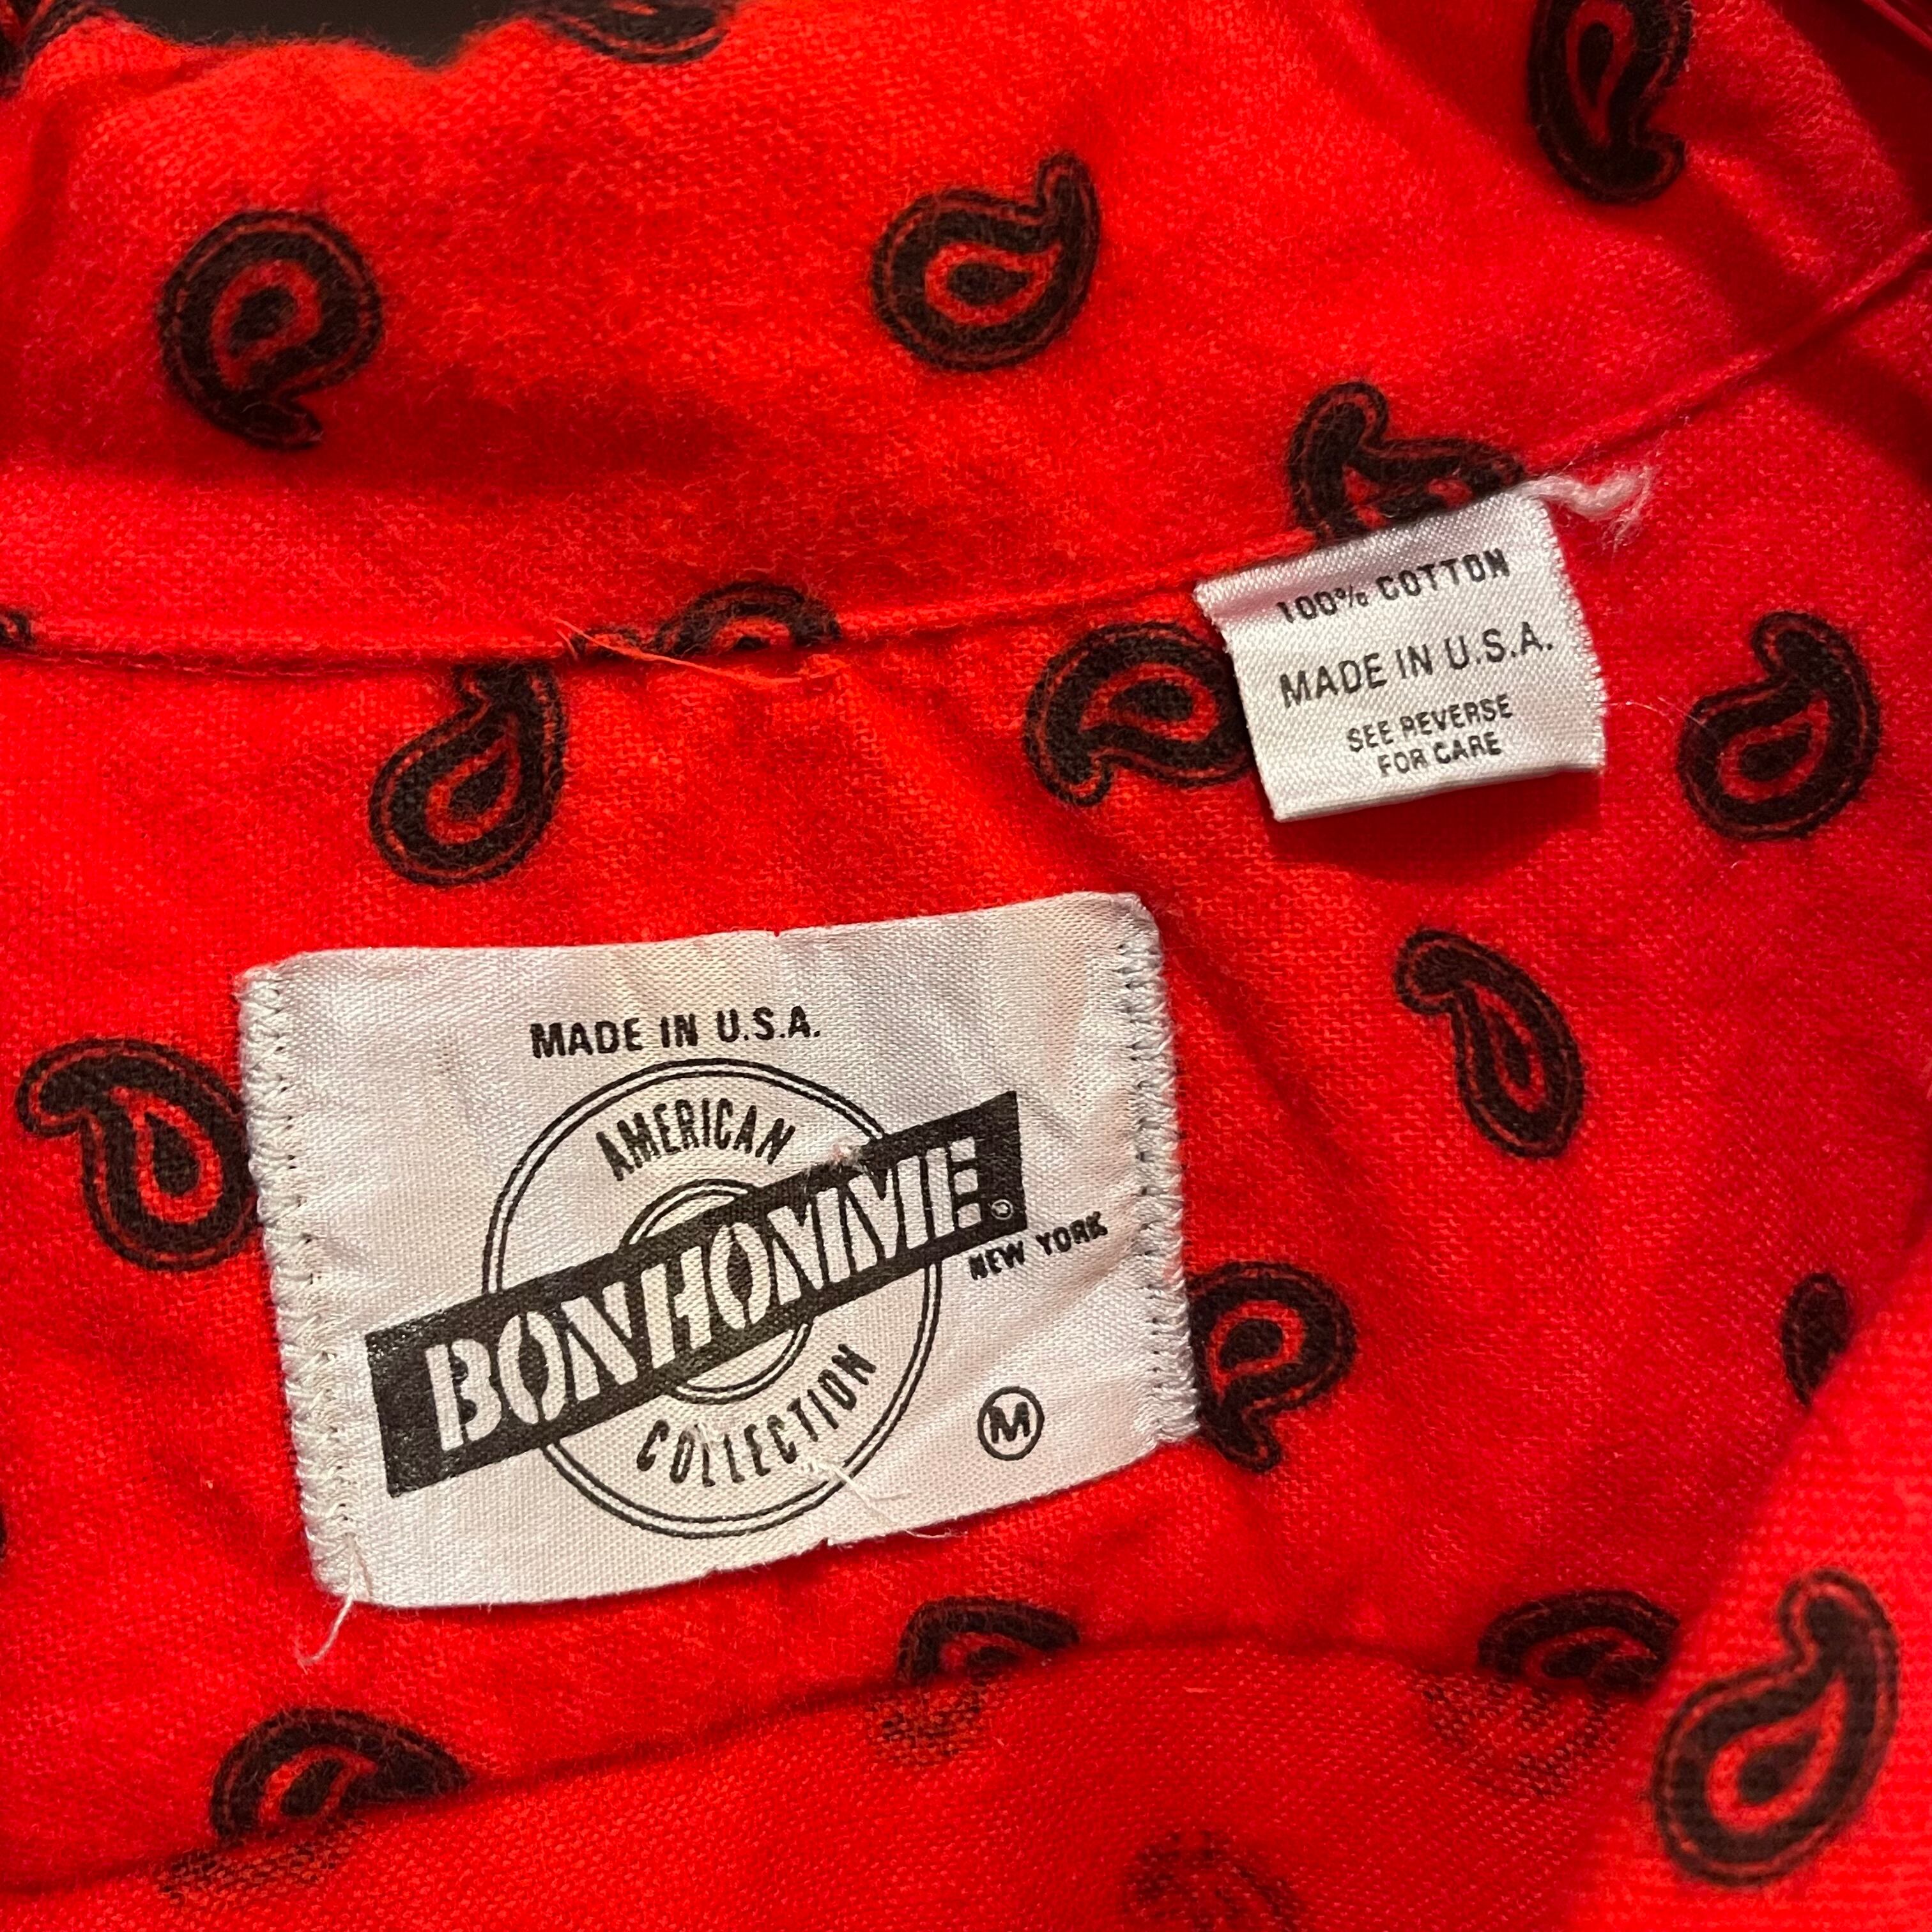 100% COTTON
MADE IN U.S.A.
SEE REVERSE
FOR CARE
MADE IN U.S.A.
AMERICAN
BONHOMME®
NEW YORK
COLLECTION
M